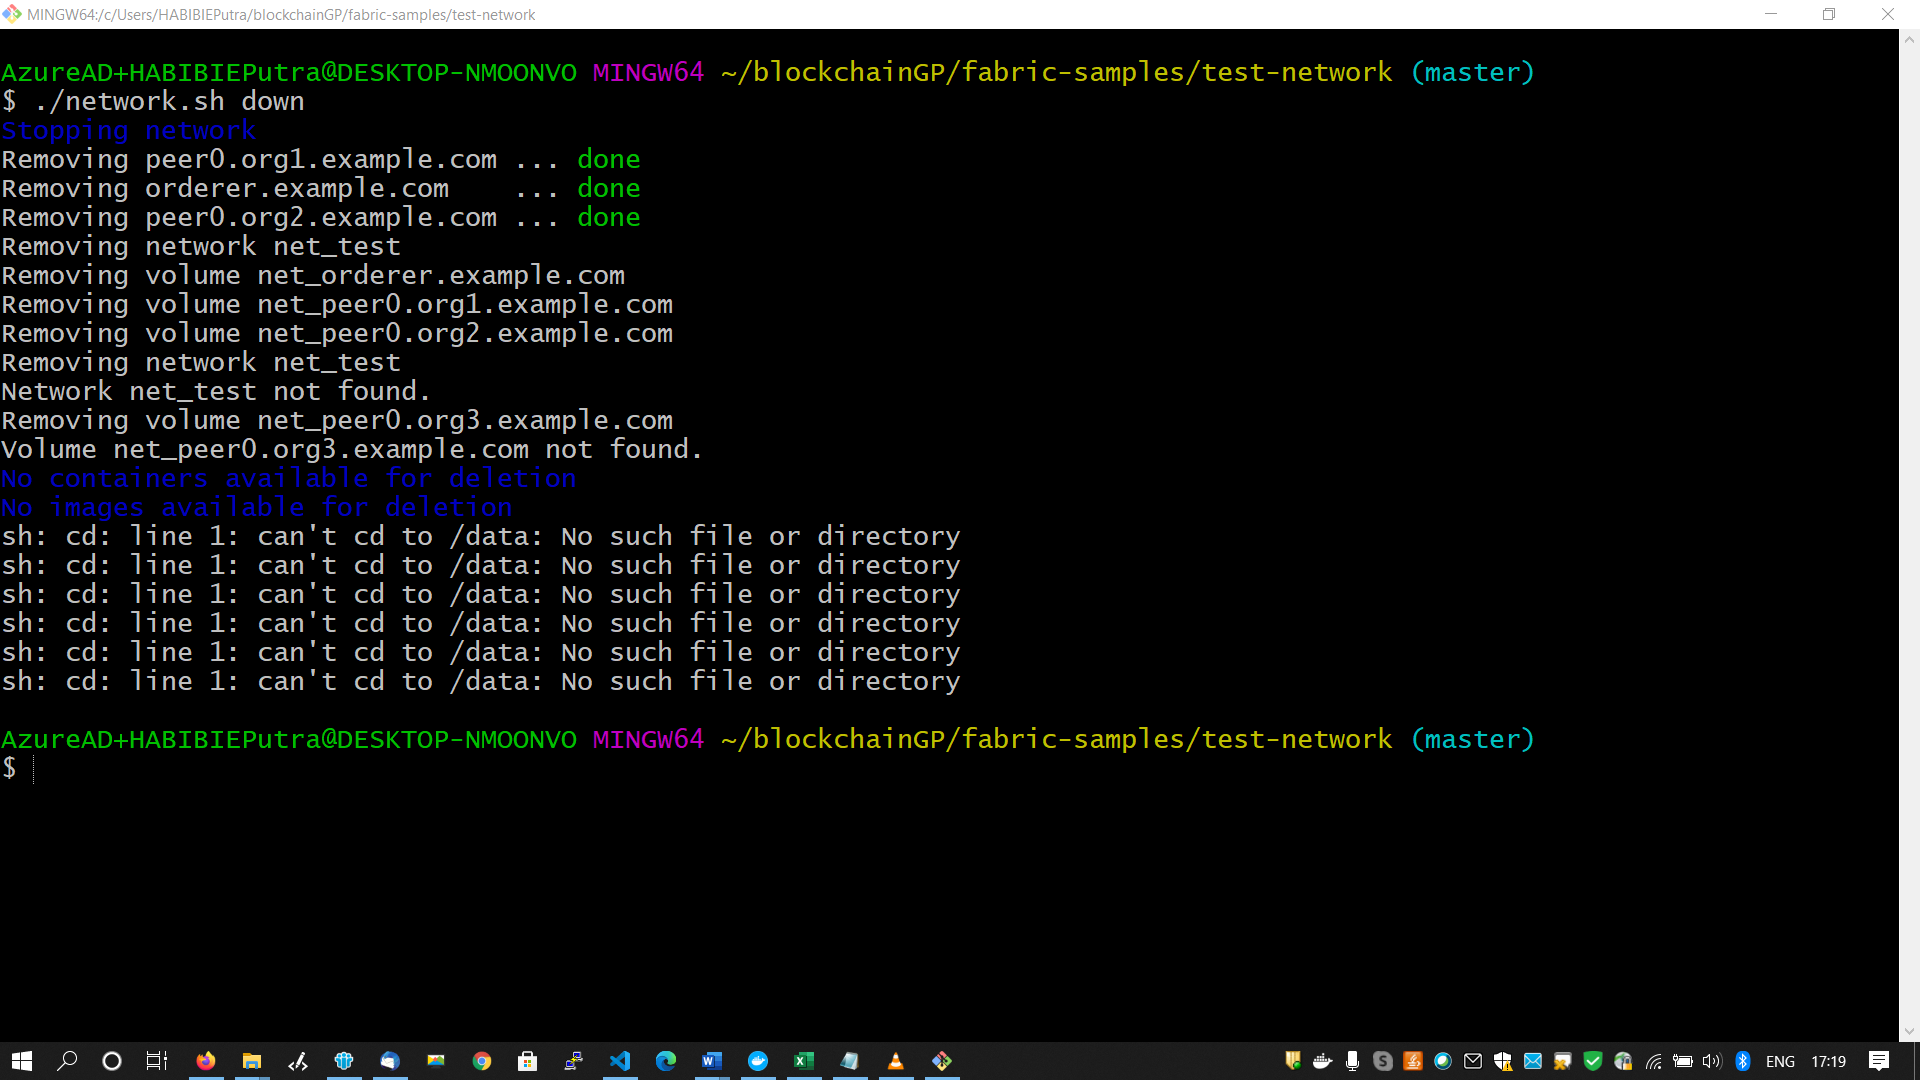 MINGW64:/c/Users/HABIBIEPutra/blockchainGP/fabric-samples/test-network
AzureAD+HABIBIEPutra@DESKTOP-NMOONVO MINGW64 ~/blockchainGP/fabric-samples/test-network (master)
$ ./network.sh down
Stopping network
Removing peer0.org1.example.com ... done
Removing orderer.example.com    ... done
Removing peer0.org2.example.com ... done
Removing network net_test
Removing volume net_orderer.example.com
Removing volume net_peer0.org1.example.com
Removing volume net_peer0.org2.example.com
Removing network net_test
Network net_test not found.
Removing volume net_peer0.org3.example.com
Volume net_peer0.org3.example.com not found.
No containers available for deletion
No images available for deletion
sh: cd: line 1: can't cd to /data: No such file or directory
sh: cd: line 1: can't cd to /data: No such file or directory
sh: cd: line 1: can't cd to /data: No such file or directory
sh: cd: line 1: can't cd to /data: No such file or directory
sh: cd: line 1: can't cd to /data: No such file or directory
sh: cd: line 1: can't cd to /data: No such file or directory
AzureAD+HABIBIEPutra@DESKTOP-NMOONVO MINGW64 ~/blockchainGP/fabric-samples/test-network (master)
$
ENG 17:19